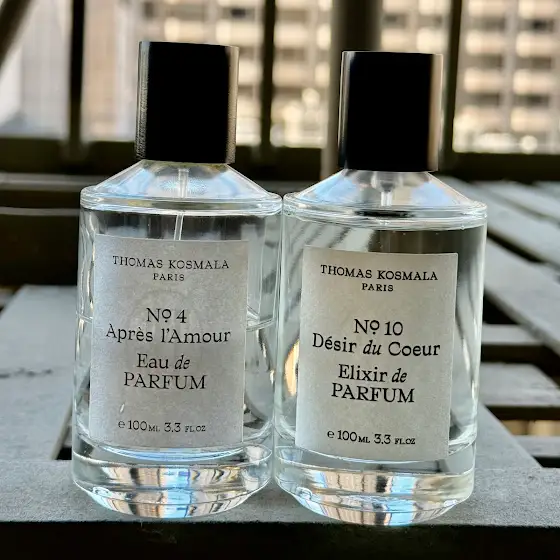 THOMAS KOSMALA
PARIS
Nº 4
Après l'Amour
Eau de
PARFUM
e 100ML 3.3 FL.OZ
THOMAS KOSMALA
PARIS
Nº 10
Désir du Coeur
Elixir de
PARFUM
e 100ML 3.3 FL.OZ